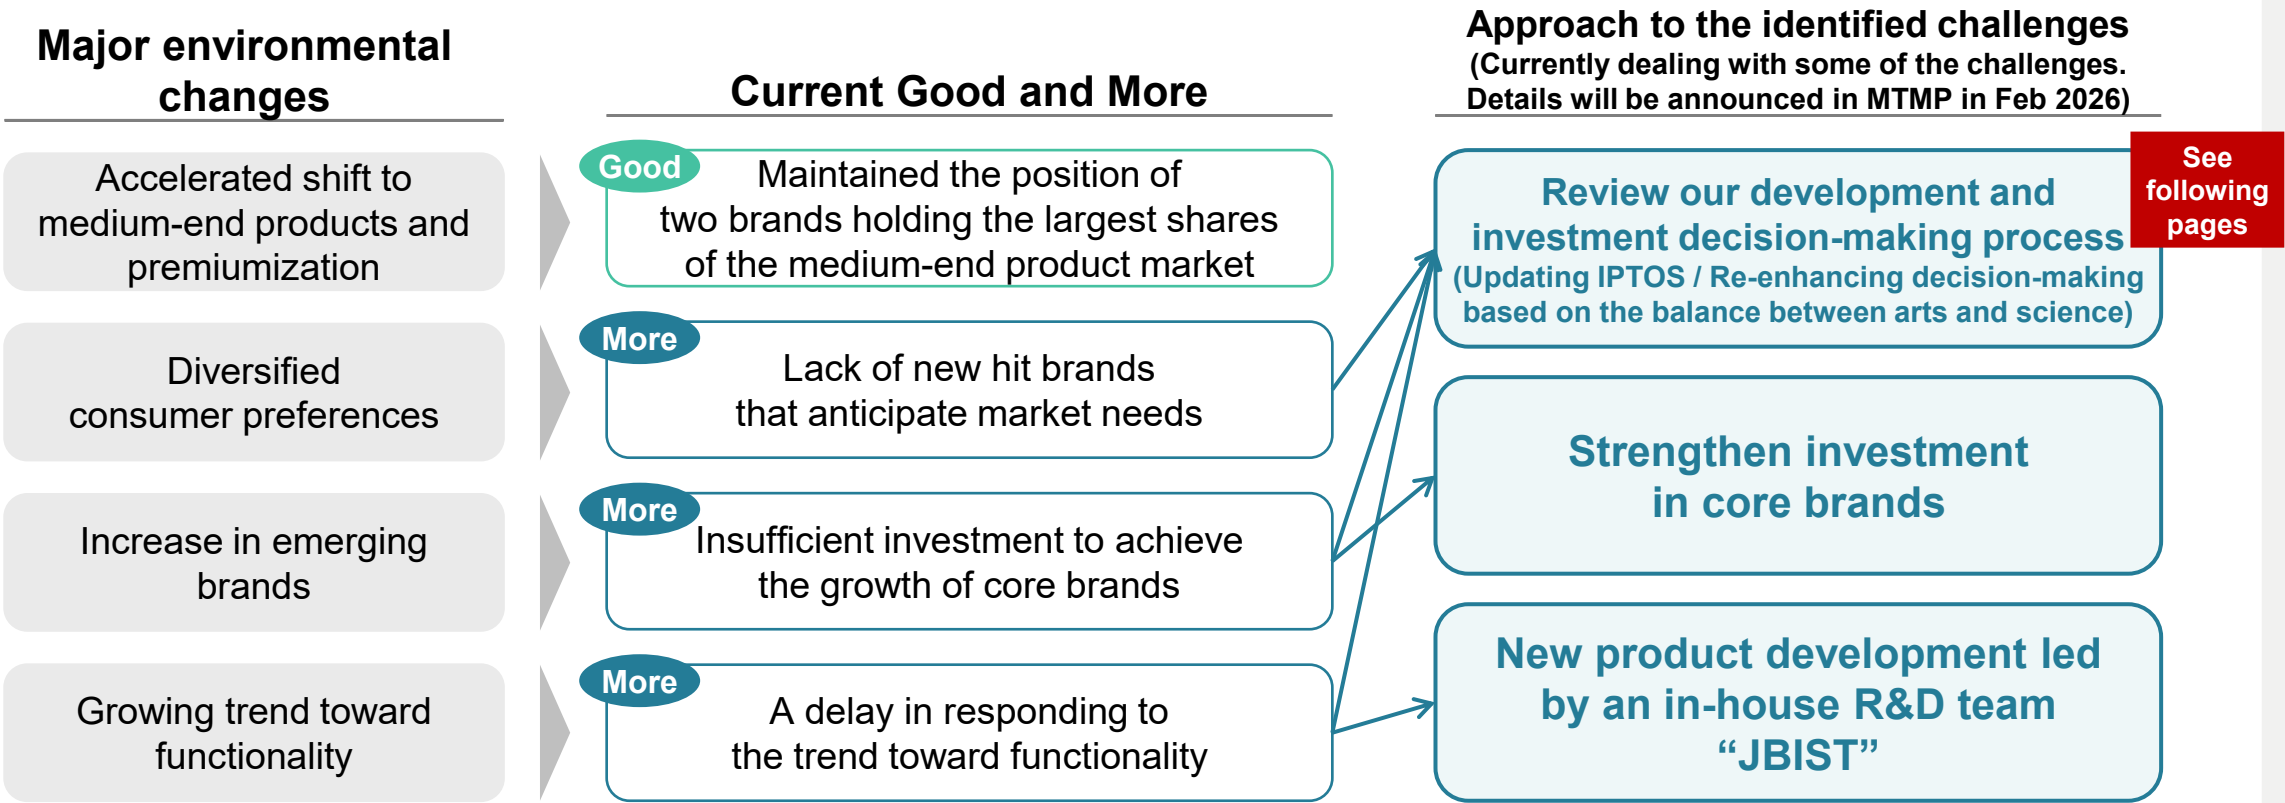 Major environmental
changes
Accelerated shift to
medium-end products and
premiumization
Diversified
consumer preferences
Increase in emerging
brands
Growing trend toward
functionality
Current Good and More
Good
Maintained the position of
two brands holding the largest shares
of the medium-end product market
More
Lack of new hit brands
that anticipate market needs
More
Insufficient investment to achieve
the growth of core brands
More
A delay in responding to
the trend toward functionality
Approach to the identified challenges
(Currently dealing with some of the challenges.
Details will be announced in MTMP in Feb 2026)
See
following
pages
Review our development and
investment decision-making process
(Updating IPTOS / Re-enhancing decision-making
based on the balance between arts and science)
Strengthen investment
in core brands
New product development led
by an in-house R&D team
“JBIST”